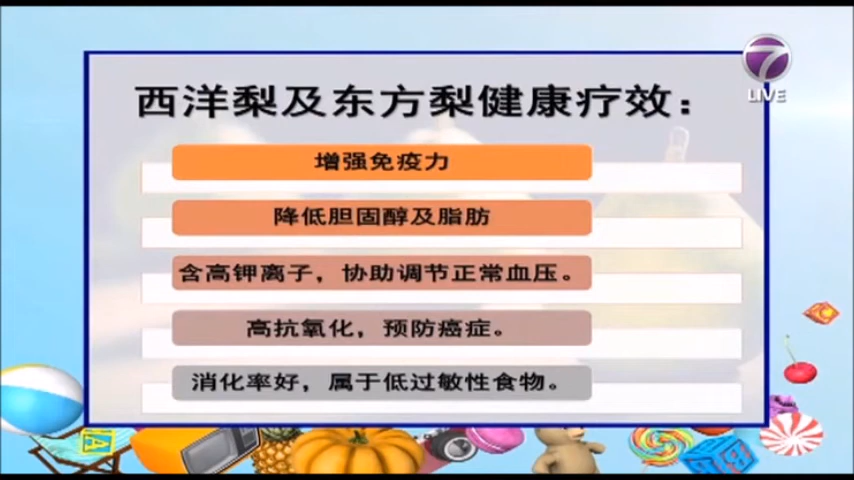 西洋梨及东方梨健康疗效：
7
LIVE
增强免疫力
降低胆固醇及脂肪
含高钾离子，协助调节正常血压。
高抗氧化，预防癌症。
消化率好，属于低过敏性食物。